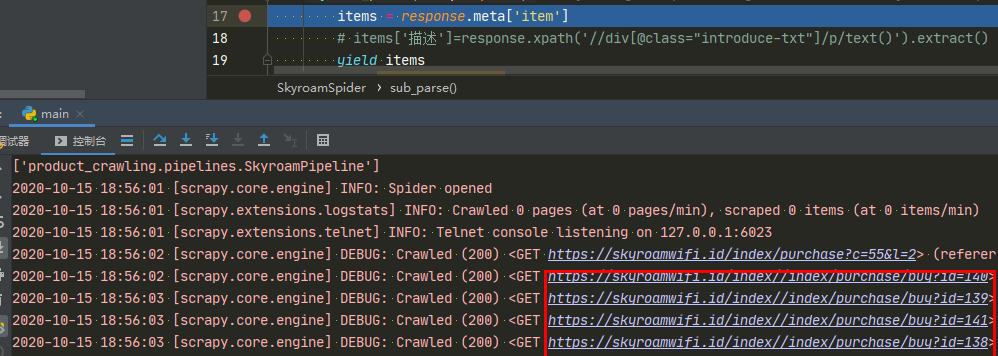 17 items = response.meta['item']
18 # items['描述']=response.xpath('//div[@class="introduce-txt"]/p/text()').extract()
19 yield items
SkyroamSpider > sub_parse()
main ×
调试器 控制台
['product_crawling.pipelines.SkyroamPipeline']
2020-10-15 18:56:01 [scrapy.core.engine] INFO: Spider opened
2020-10-15 18:56:01 [scrapy.extensions.logstats] INFO: Crawled 0 pages (at 0 pages/min), scraped 0 items (at 0 items/min)
2020-10-15 18:56:01 [scrapy.extensions.telnet] INFO: Telnet console listening on 127.0.0.1:6023
2020-10-15 18:56:02 [scrapy.core.engine] DEBUG: Crawled (200) <GET https://skyroamwifi.id/index/purchase?c=55&l=2> (referer
2020-10-15 18:56:02 [scrapy.core.engine] DEBUG: Crawled (200) <GET https://skyroamwifi.id/index//index/purchase/buy?id=140>
2020-10-15 18:56:03 [scrapy.core.engine] DEBUG: Crawled (200) <GET https://skyroamwifi.id/index//index/purchase/buy?id=139>
2020-10-15 18:56:03 [scrapy.core.engine] DEBUG: Crawled (200) <GET https://skyroamwifi.id/index//index/purchase/buy?id=141>
2020-10-15 18:56:03 [scrapy.core.engine] DEBUG: Crawled (200) <GET https://skyroamwifi.id/index//index/purchase/buy?id=138>